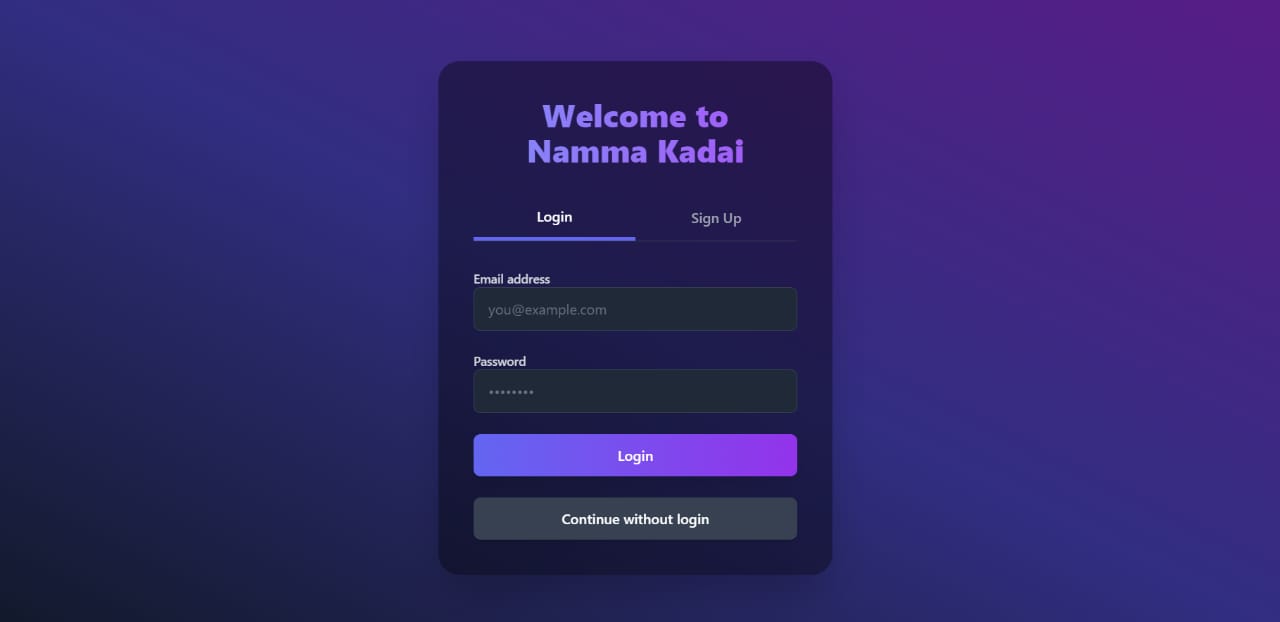 Welcome to
Namma Kadai
Login
Sign Up
Email address
you@example.com
Password
••••••••
Login
Continue without login